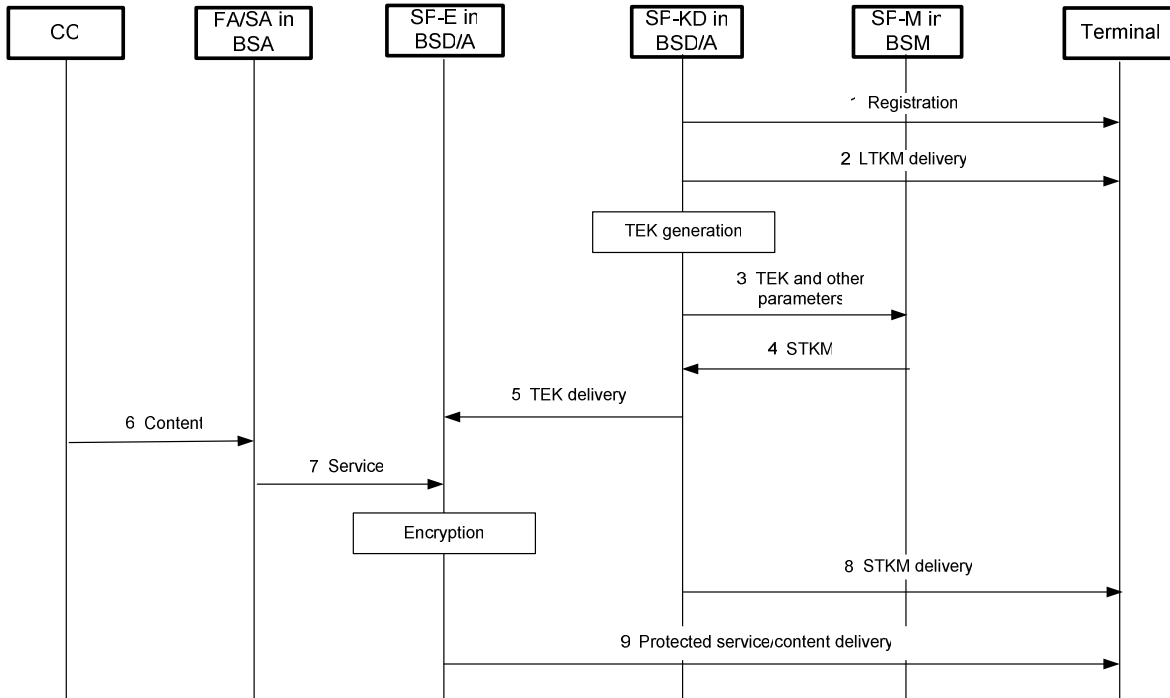 CC
FA/SA in
BSA
SF-E in
BSD/A
SF-KD in
BSD/A
SF-M in
BSM
Terminal
1 Registration
2 LTKM delivery
TEK generation
3 TEK and other
parameters
4 STKM
5 TEK delivery
6 Content
7 Service
Encryption
8 STKM delivery
9 Protected service/content delivery